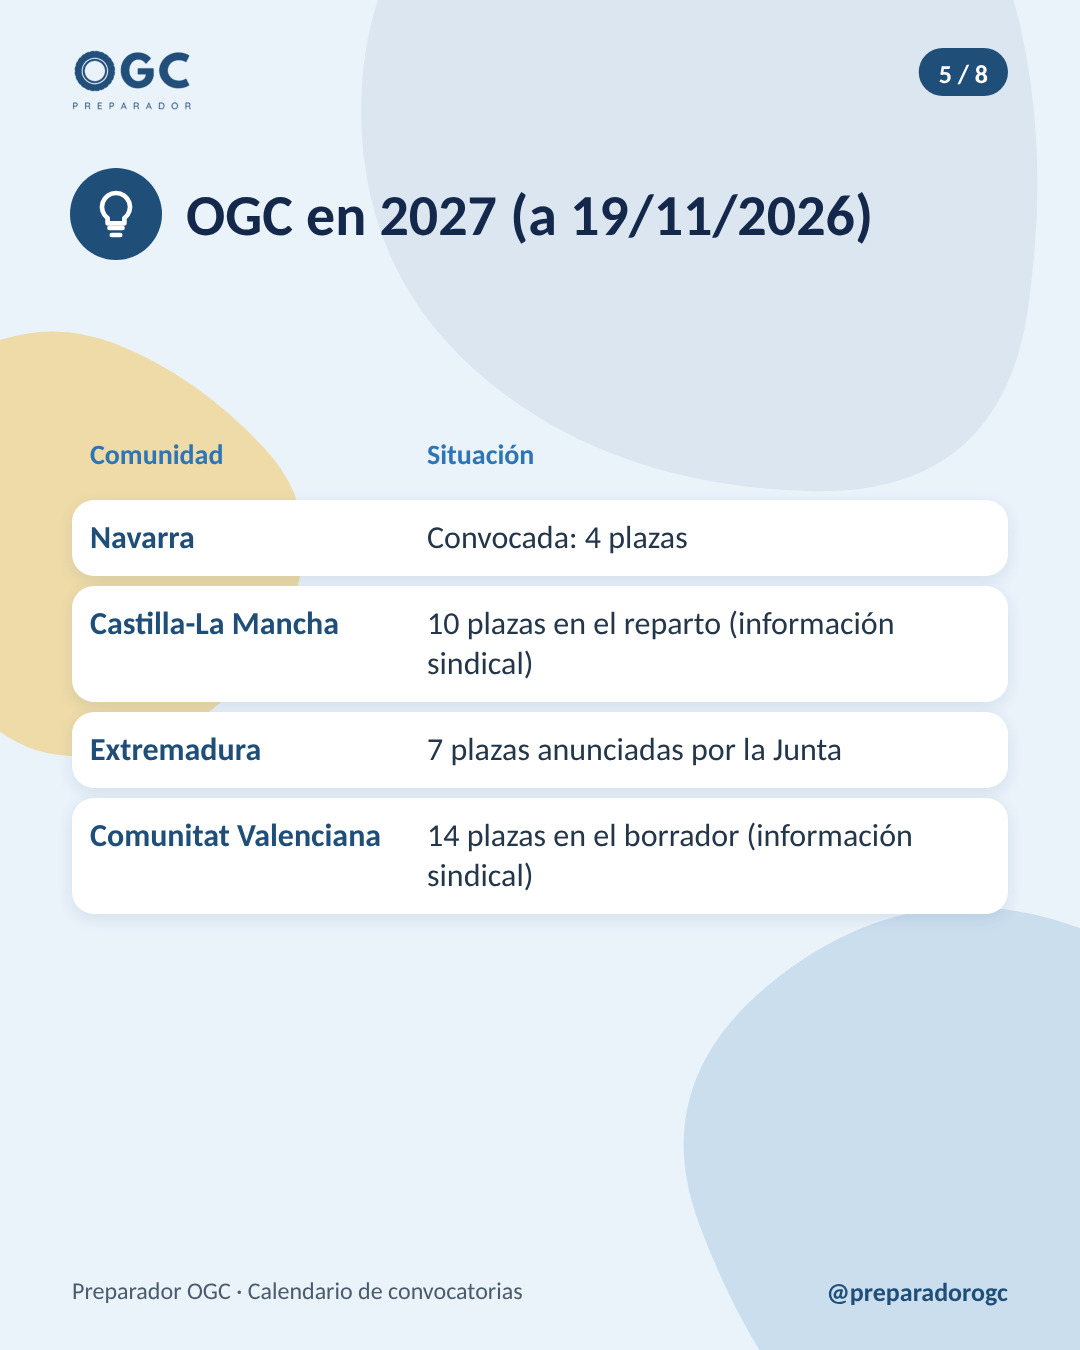 OGC
PREPARADOR
5 / 8
OGC en 2027 (a 19/11/2026)
Comunidad
Situación
Navarra
Convocada: 4 plazas
Castilla-La Mancha
10 plazas en el reparto (información
sindical)
Extremadura
7 plazas anunciadas por la Junta
Comunitat Valenciana
14 plazas en el borrador (información
sindical)
Preparador OGC · Calendario de convocatorias
@preparadorogc